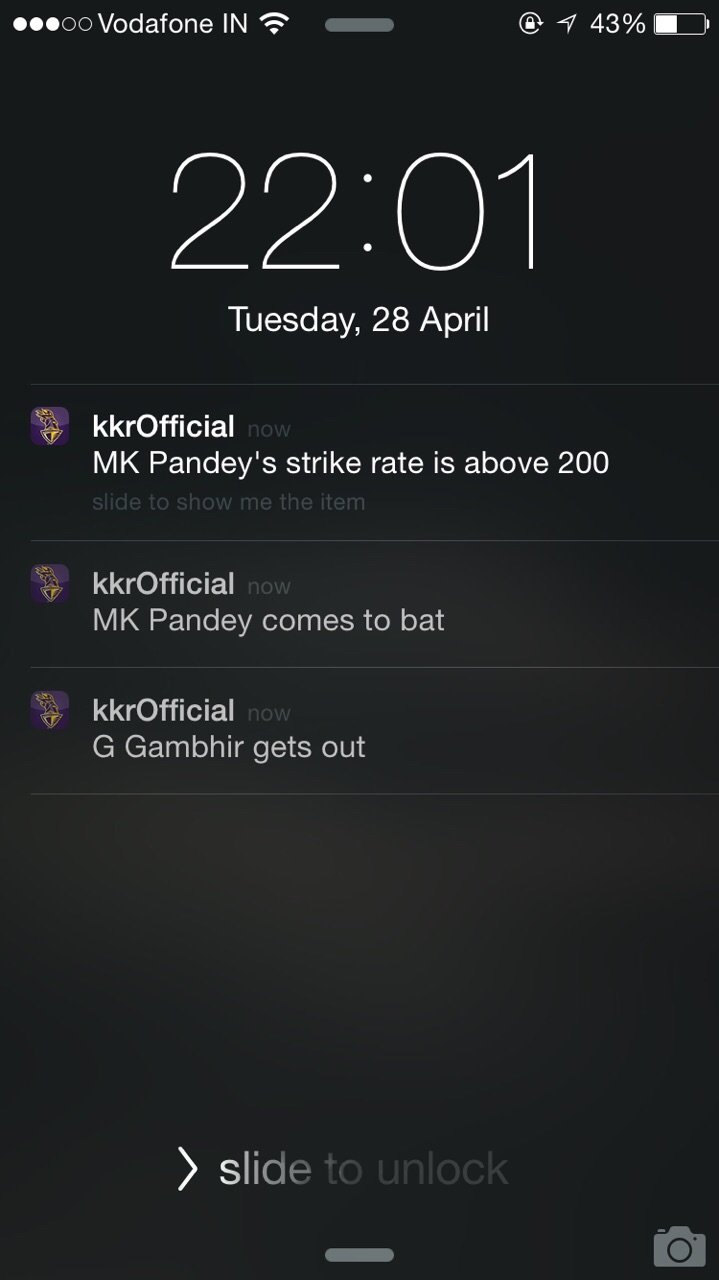 Vodafone IN 43%
22:01
Tuesday, 28 April
kkrOfficial now
MK Pandey's strike rate is above 200
slide to show me the item
kkrOfficial now
MK Pandey comes to bat
kkrOfficial now
G Gambhir gets out
slide to unlock